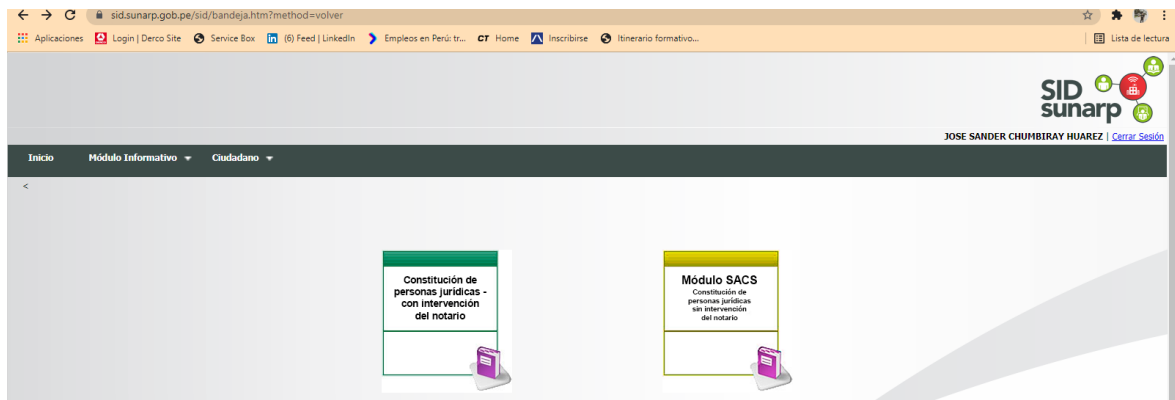 sid.sunarp.gob.pe/sid/bandeja.htm?method=volver
Aplicaciones Login | Derco Site Service Box (6) Feed | LinkedIn Empleos en Perú: tr... CT Home Inscribirse Itinerario formativo... Lista de lectura
SID
sunarp
JOSE SANDER CHUMBIRAY HUAREZ | Cerrar Sesión
Inicio Módulo Informativo Ciudadano
<
Constitución de
personas jurídicas -
con intervención
del notario
Módulo SACS
Constitución de
personas jurídicas
sin intervención
del notario